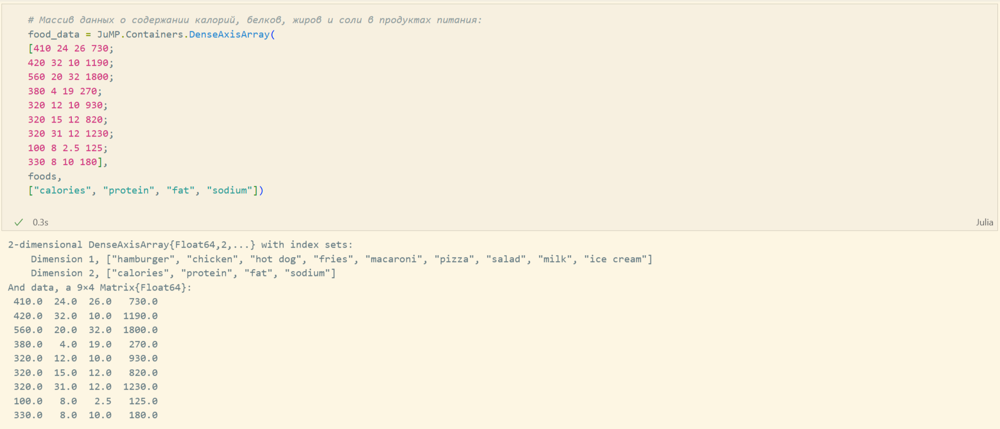 # Массив данных о содержании калорий, белков, жиров и соли в продуктах питания:
food_data = JuMP.Containers.DenseAxisArray(
[410 24 26 730;
420 32 10 1190;
560 20 32 1800;
380 4 19 270;
320 12 10 930;
320 15 12 820;
320 31 12 1230;
100 8 2.5 125;
330 8 10 180],
foods,
["calories", "protein", "fat", "sodium"])
0.3s
Julia
2-dimensional DenseAxisArray{Float64,2,...} with index sets:
    Dimension 1, ["hamburger", "chicken", "hot dog", "fries", "macaroni", "pizza", "salad", "milk", "ice cream"]
    Dimension 2, ["calories", "protein", "fat", "sodium"]
And data, a 9×4 Matrix{Float64}:
 410.0  24.0  26.0   730.0
 420.0  32.0  10.0  1190.0
 560.0  20.0  32.0  1800.0
 380.0   4.0  19.0   270.0
 320.0  12.0  10.0   930.0
 320.0  15.0  12.0   820.0
 320.0  31.0  12.0  1230.0
 100.0   8.0   2.5   125.0
 330.0   8.0  10.0   180.0